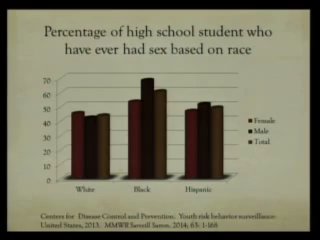 Percentage of high school student who
have ever had sex based on race
70
60
50
40
30
20
10
0
White Black Hispanic
Female
Male
Total
Centers for Disease Control and Prevention. Youth risk behavior surveillance-
United States, 2013. MMWR Surveill Summ, 2014; 63: 1-168